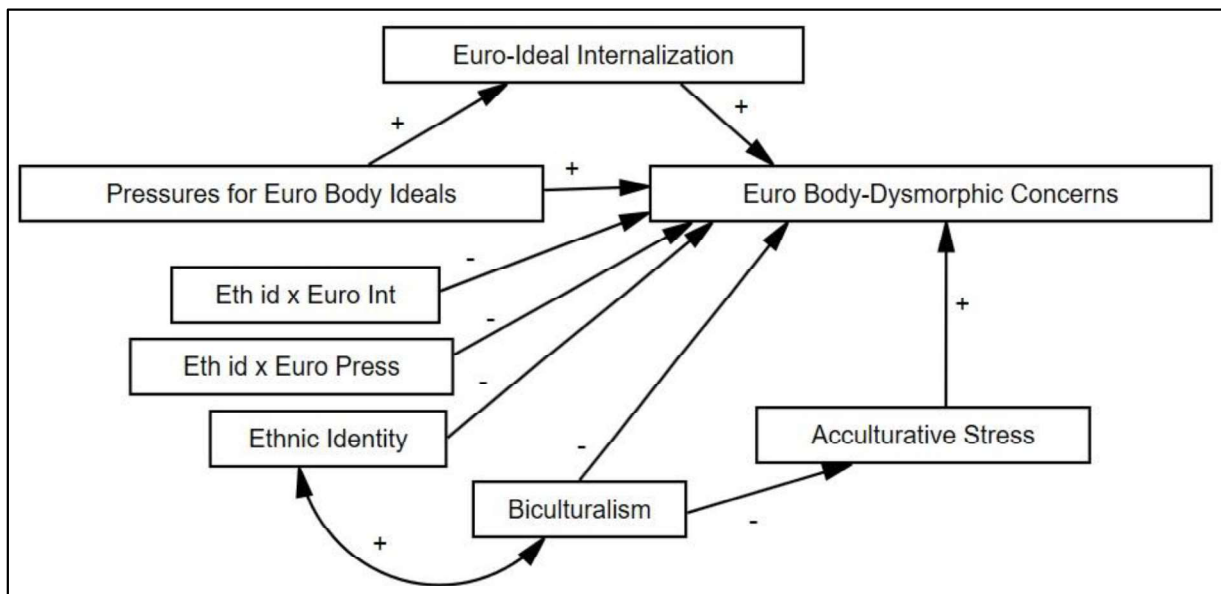 Euro-Ideal Internalization
+
+
Pressures for Euro Body Ideals
+
Euro Body-Dysmorphic Concerns
-
Eth id x Euro Int
-
Eth id x Euro Press
+
-
Ethnic Identity
Acculturative Stress
-
Biculturalism
-
+